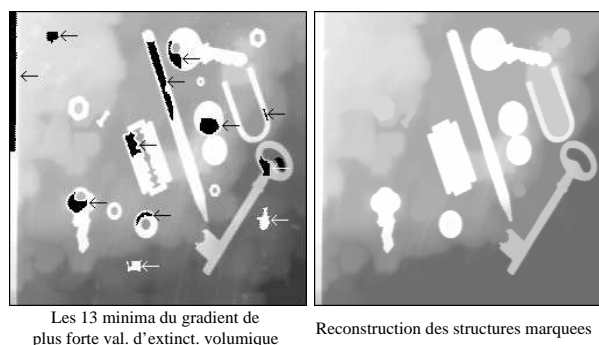 Les 13 minima du gradient de
plus forte val. d'extinct. volumique
Reconstruction des structures marquees